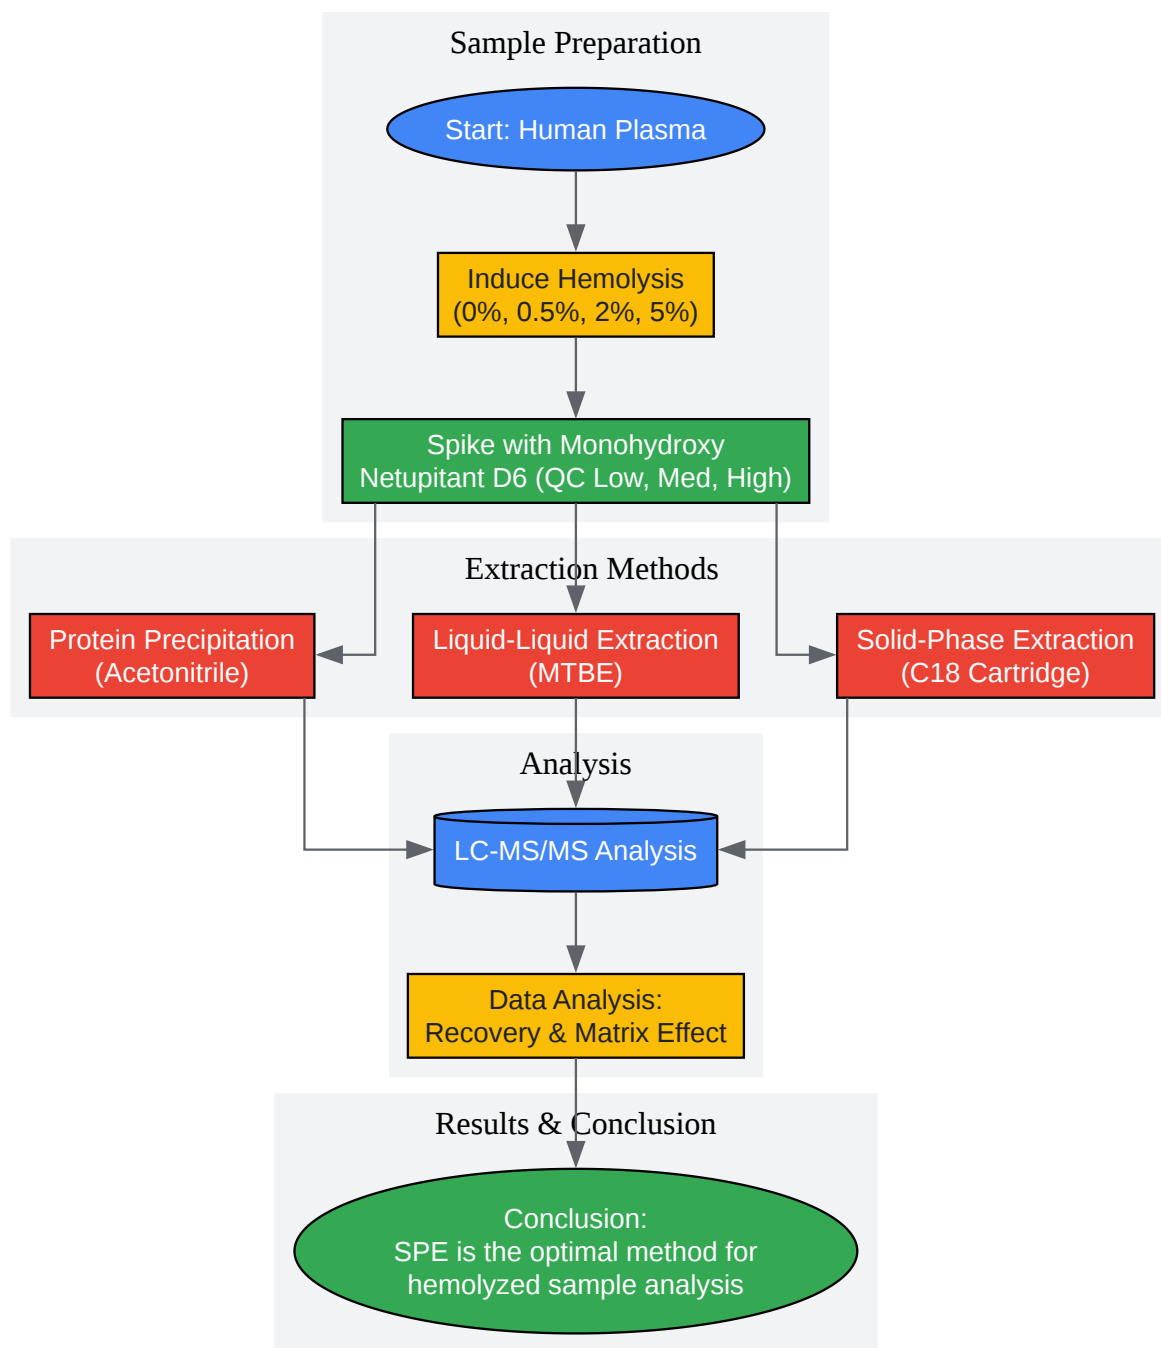 Sample Preparation
Start: Human Plasma
Induce Hemolysis
(0%, 0.5%, 2%, 5%)
Spike with Monohydroxy
Netupitant D6 (QC Low, Med, High)
Extraction Methods
Protein Precipitation
(Acetonitrile)
Liquid-Liquid Extraction
(MTBE)
Solid-Phase Extraction
(C18 Cartridge)
Analysis
LC-MS/MS Analysis
Data Analysis:
Recovery & Matrix Effect
Results & Conclusion
Conclusion:
SPE is the optimal method for
hemolyzed sample analysis